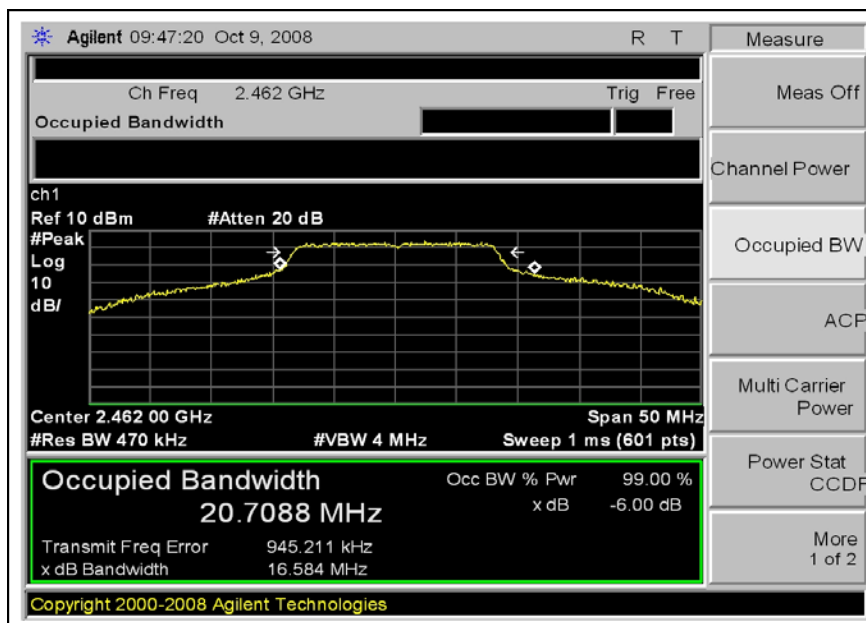 Agilent 09:47:20 Oct 9, 2008 R T
Measure
Ch Freq 2.462 GHz Trig Free
Occupied Bandwidth
Meas Off
Channel Power
Occupied BW
ACP
Multi Carrier
Power
Power Stat
CCDF
More
1 of 2
ch1
Ref 10 dBm #Atten 20 dB
#Peak
Log
10
dB/
Center 2.462 00 GHz Span 50 MHz
#Res BW 470 kHz #VBW 4 MHz Sweep 1 ms (601 pts)
Occupied Bandwidth Occ BW % Pwr 99.00 %
20.7088 MHz x dB -6.00 dB
Transmit Freq Error 945.211 kHz
x dB Bandwidth 16.584 MHz
Copyright 2000-2008 Agilent Technologies